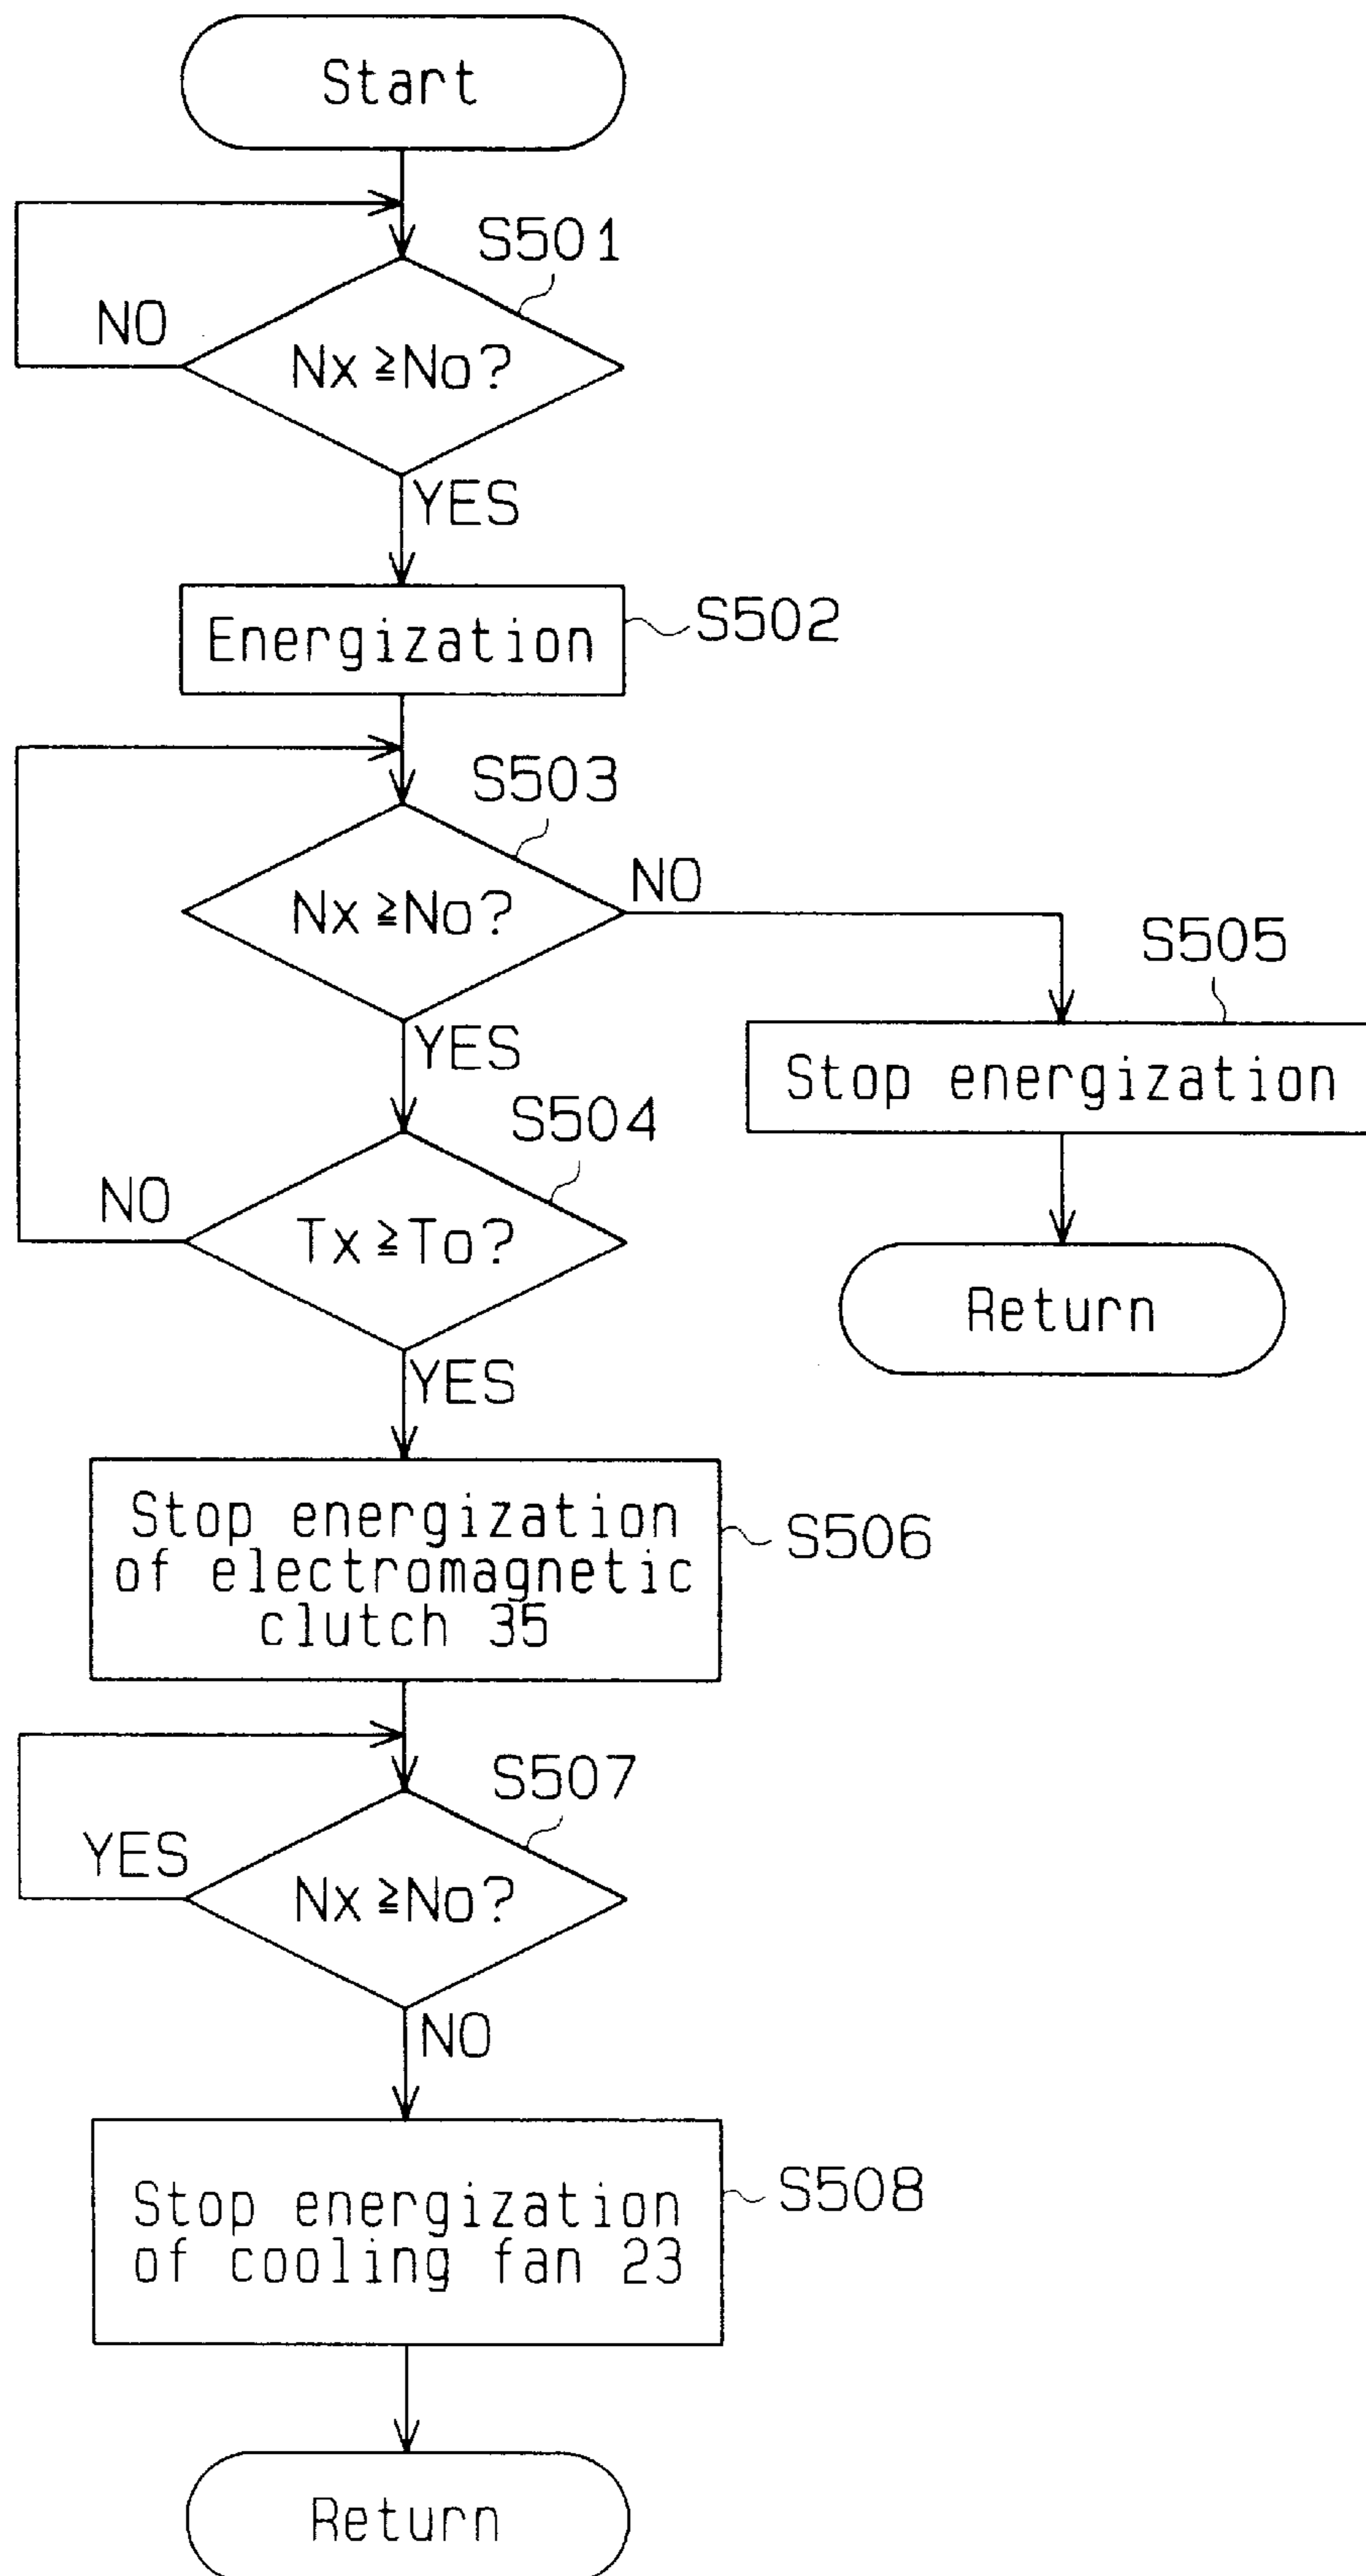 Start
S501
NO
Nx ≧No?
YES
Energization
S502
S503
Nx ≧No?
NO
YES
S505
Stop energization
S504
NO
Tx ≧To?
Return
YES
Stop energization
of electromagnetic
clutch 35
S506
S507
YES
Nx ≧No?
NO
S508
Stop energization
of cooling fan 23
Return